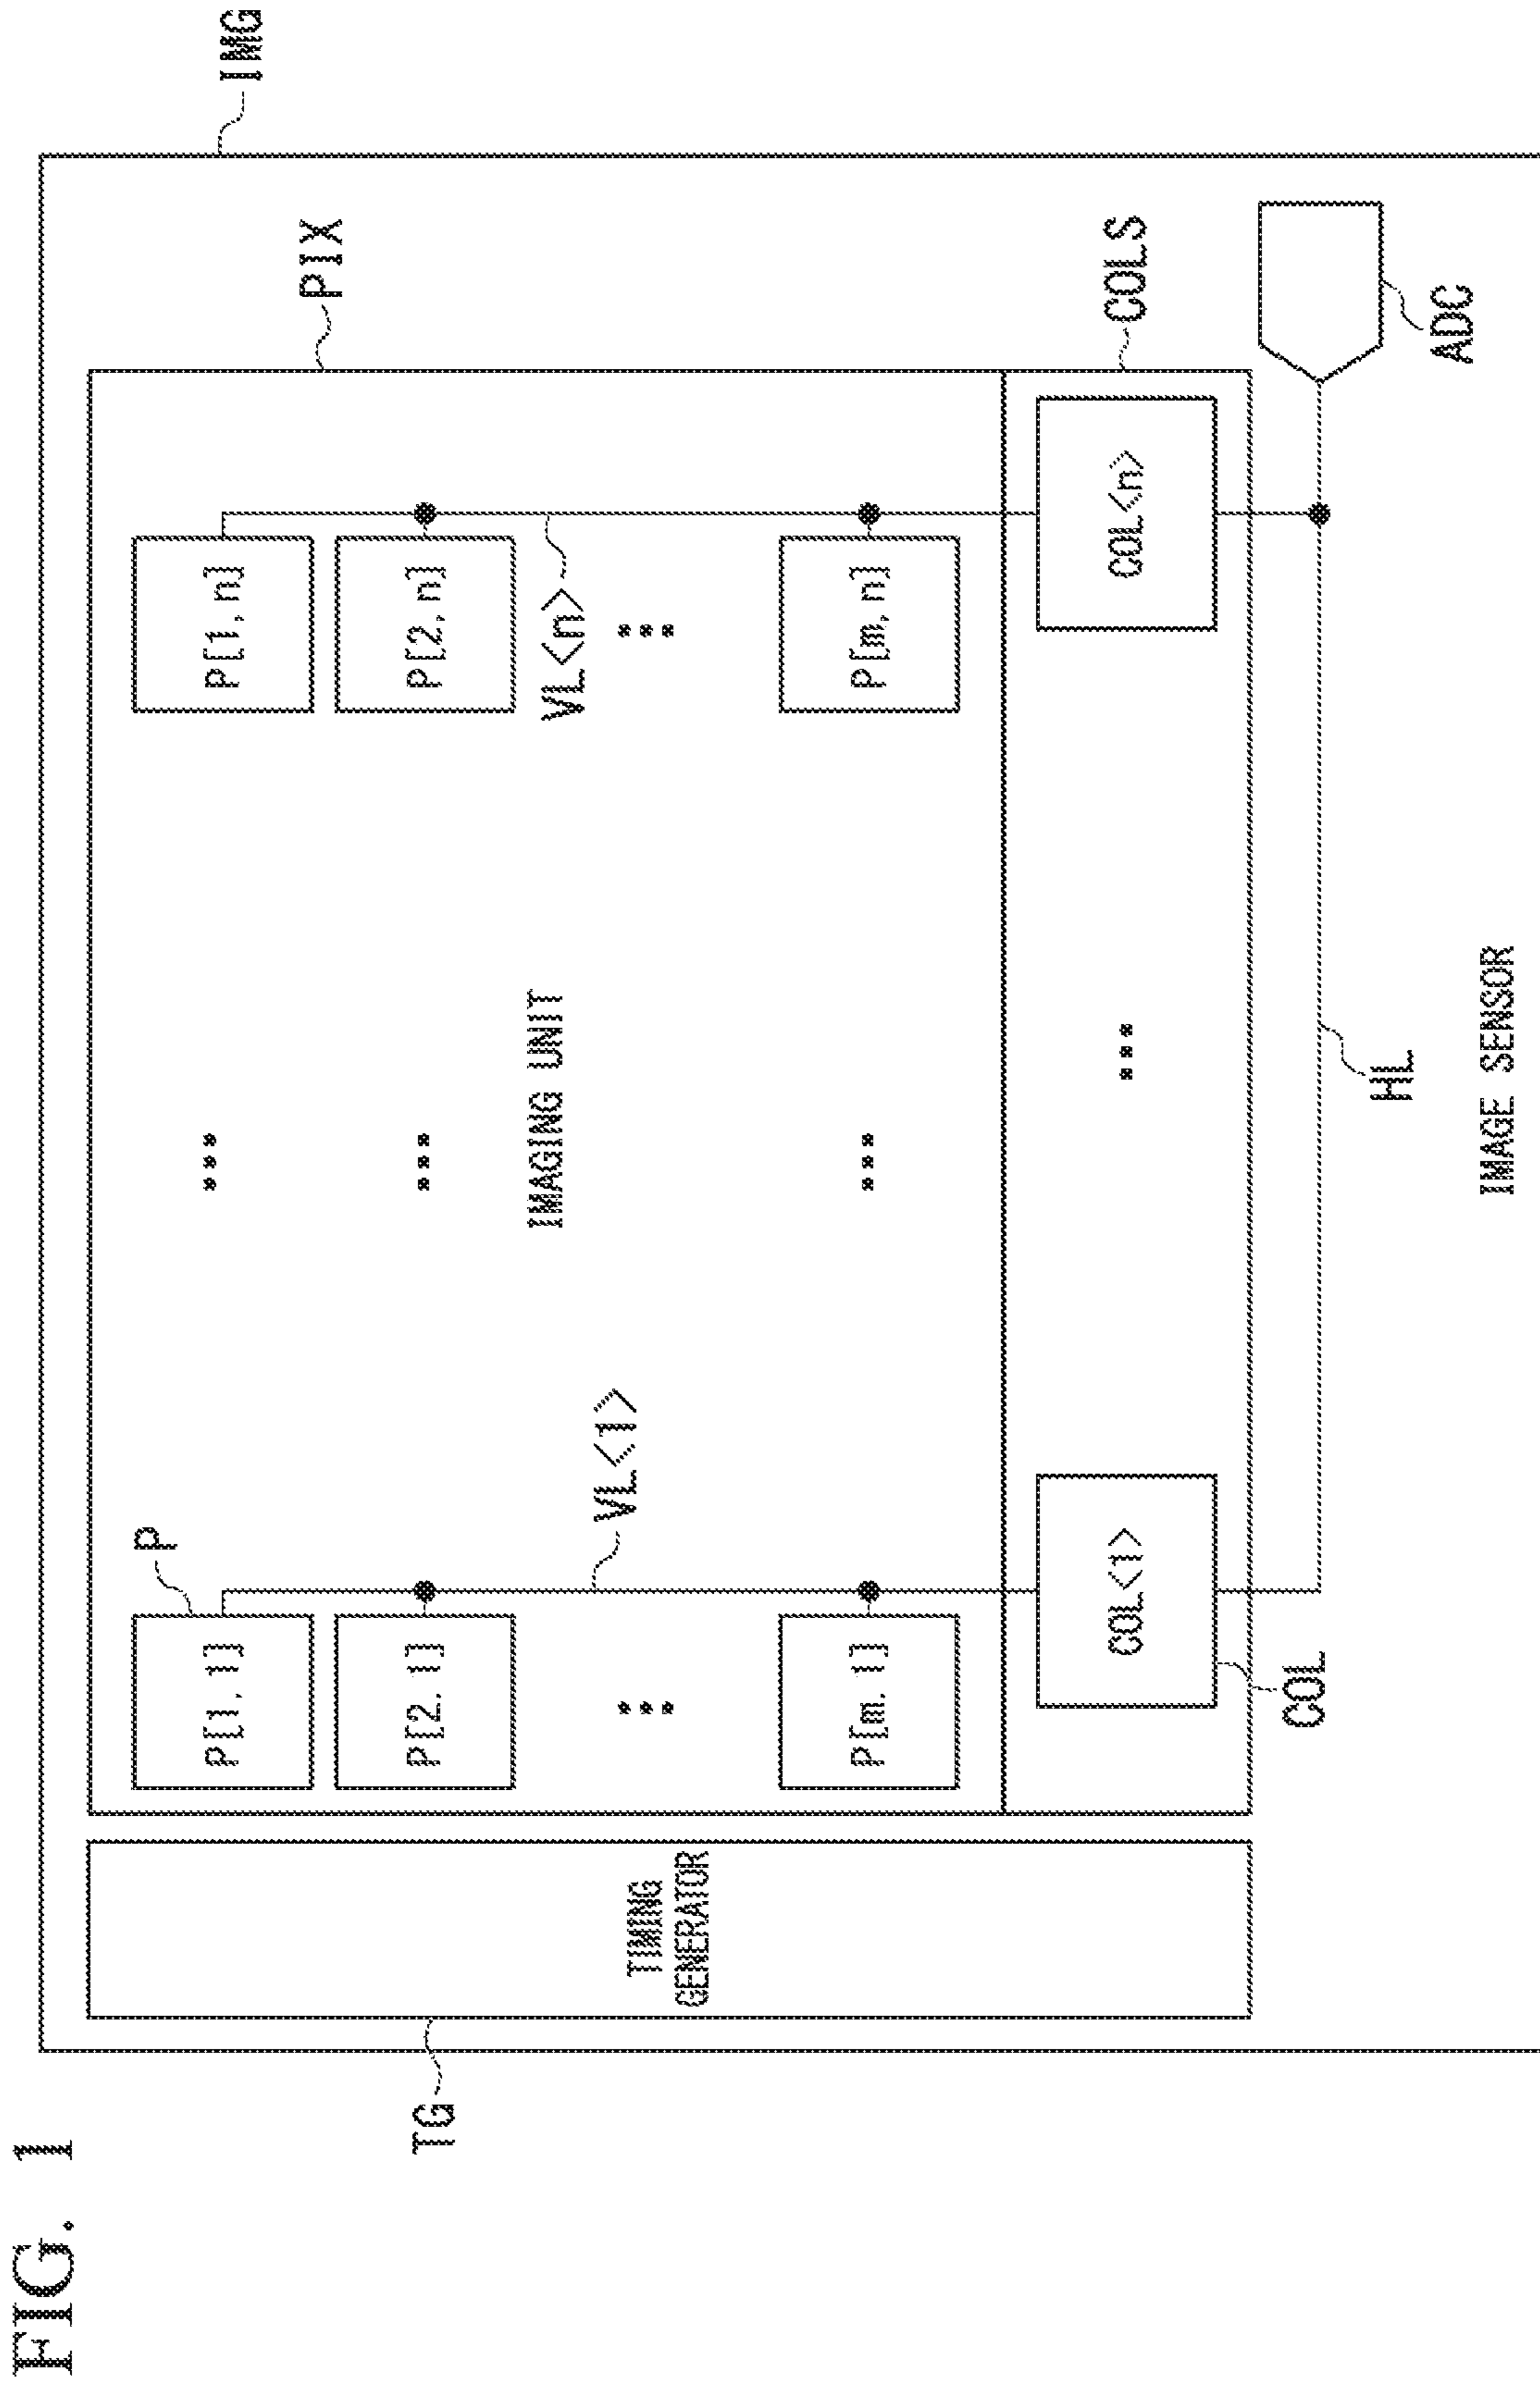 FIG. 1
IMG
PIX
TG
P
P[1, 1]
P[1, n]
P[2, 1]
P[2, n]
VL<n>
IMAGING UNIT
VL<1>
TIMING
GENERATOR
P[m, 1]
P[m, n]
COLS
COL<1>
COL<n>
COL
HL
ADC
IMAGE SENSOR